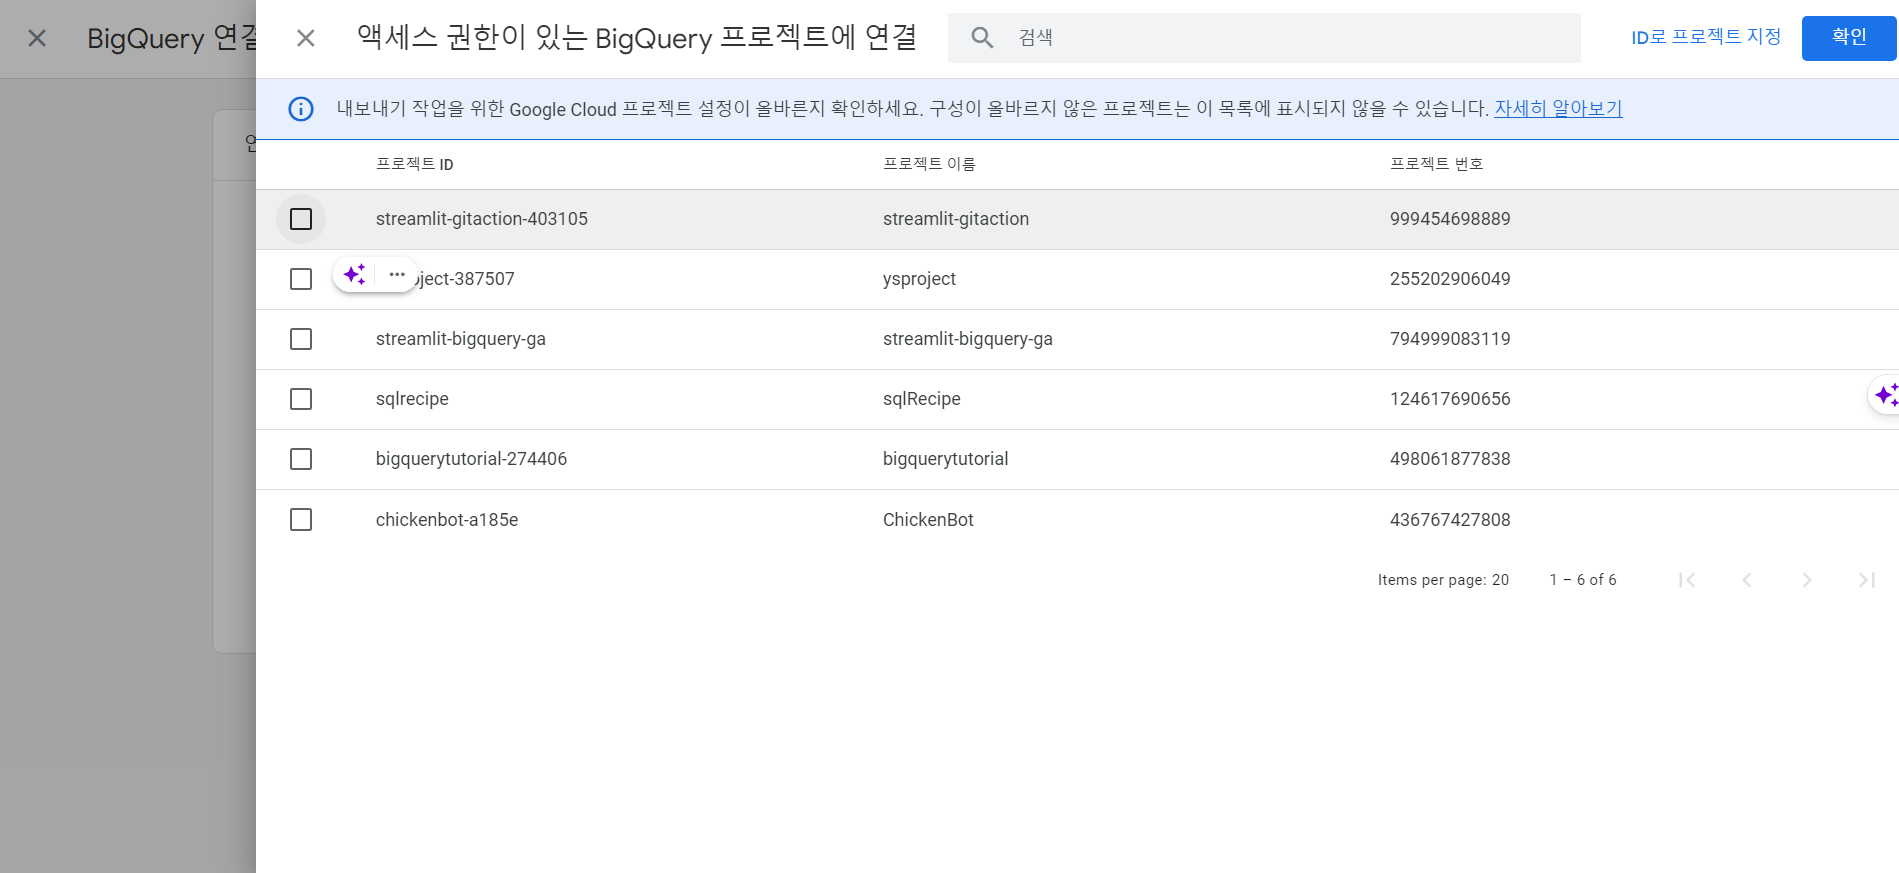 BigQuery
액세스 권한이 있는 BigQuery 프로젝트에 연결
검색
ID로 프로젝트 지정
확인
내보내기 작업을 위한 Google Cloud 프로젝트 설정이 올바른지 확인하세요. 구성이 올바르지 않은 프로젝트는 이 목록에 표시되지 않을 수 있습니다. 자세히 알아보기
프로젝트 ID 프로젝트 이름 프로젝트 번호
streamlit-gitaction-403105 streamlit-gitaction 999454698889
ject-387507 ysproject 255202906049
streamlit-bigquery-ga streamlit-bigquery-ga 794999083119
sqlrecipe sqlRecipe 124617690656
bigquerytutorial-274406 bigquerytutorial 498061877838
chickenbot-a185e ChickenBot 436767427808
Items per page: 20 1 – 6 of 6